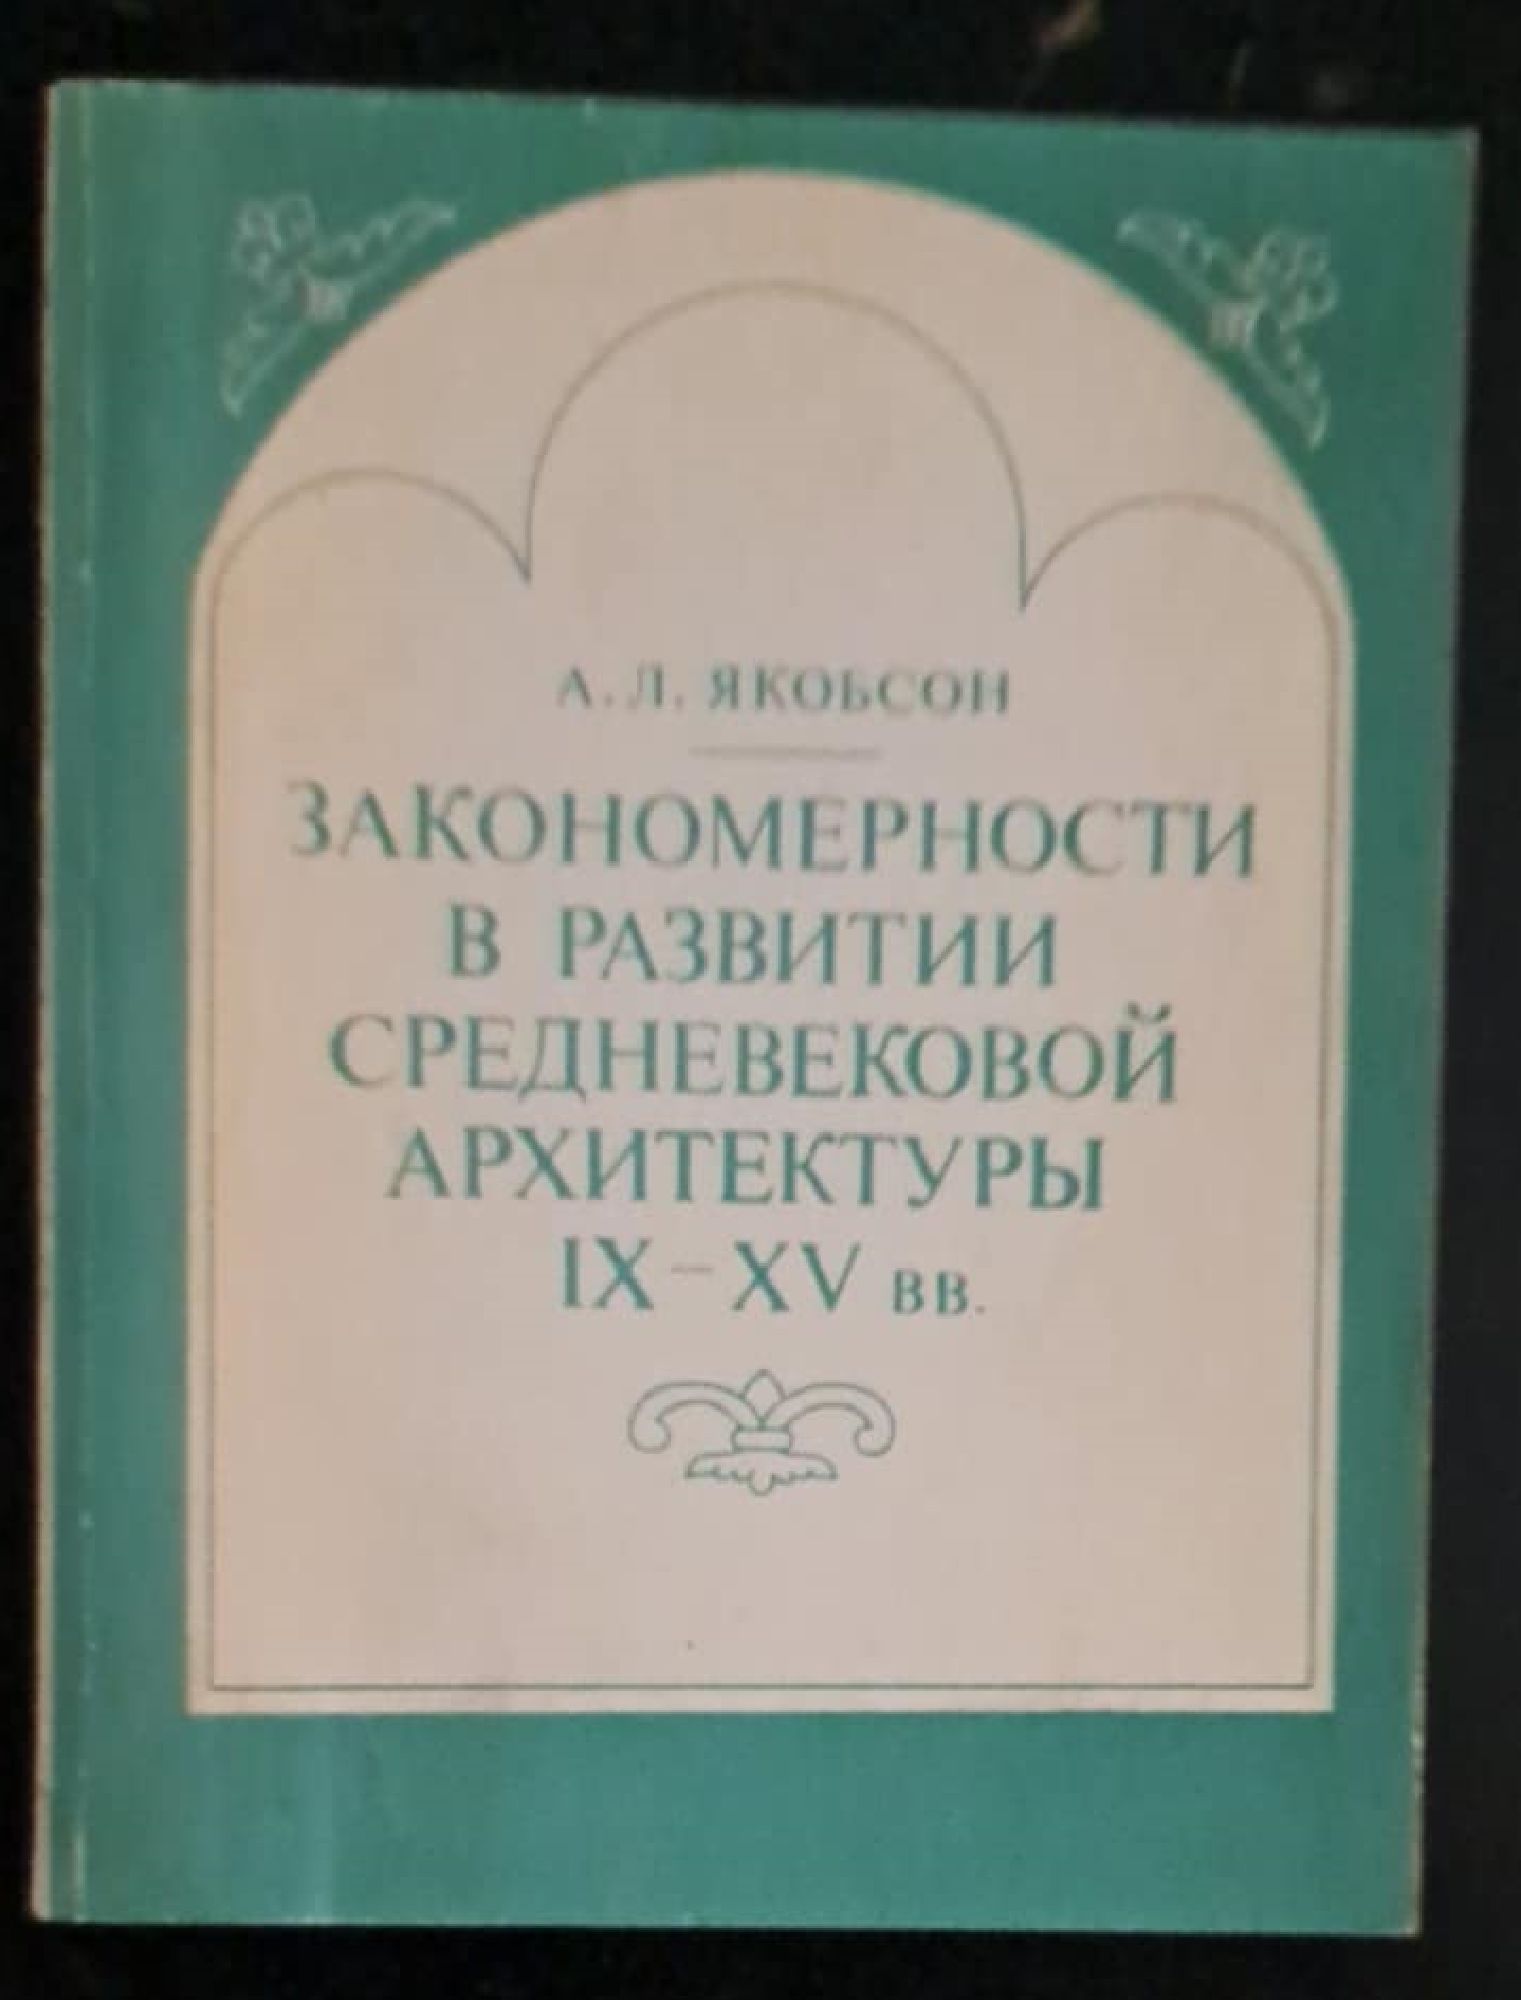 А. Л. ЯКОБСОН
ЗАКОНОМЕРНОСТИ
В РАЗВИТИИ
СРЕДНЕВЕКОВОЙ
АРХИТЕКТУРЫ
IX – XV вв.